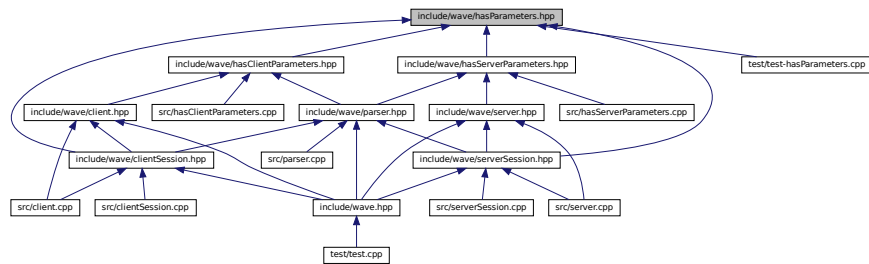 include/wave/hasParameters.hpp
include/wave/hasClientParameters.hpp
include/wave/hasServerParameters.hpp
test/test-hasParameters.cpp
include/wave/client.hpp
src/hasClientParameters.cpp
include/wave/parser.hpp
include/wave/server.hpp
src/hasServerParameters.cpp
include/wave/clientSession.hpp
src/parser.cpp
include/wave/serverSession.hpp
src/client.cpp
src/clientSession.cpp
include/wave.hpp
src/serverSession.cpp
src/server.cpp
test/test.cpp